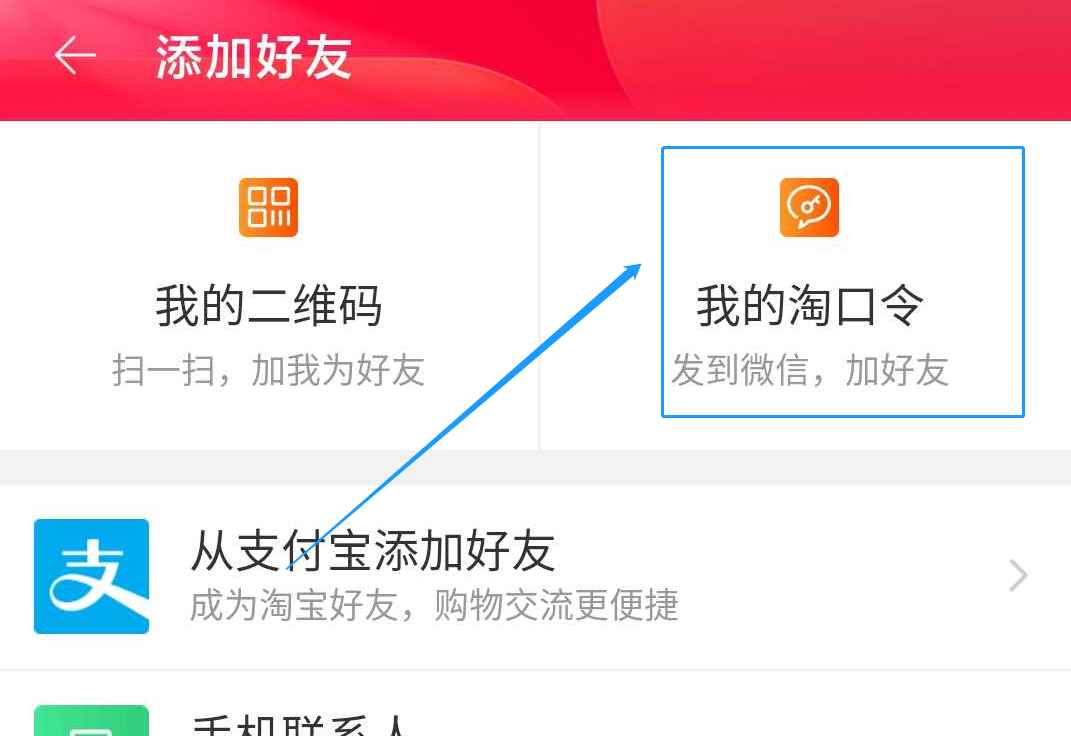 添加好友
我的二维码
扫一扫，加我为好友
我的淘口令
发到微信，加好友
支
从支付宝添加好友
成为淘宝好友，购物交流更便捷
手机联系人